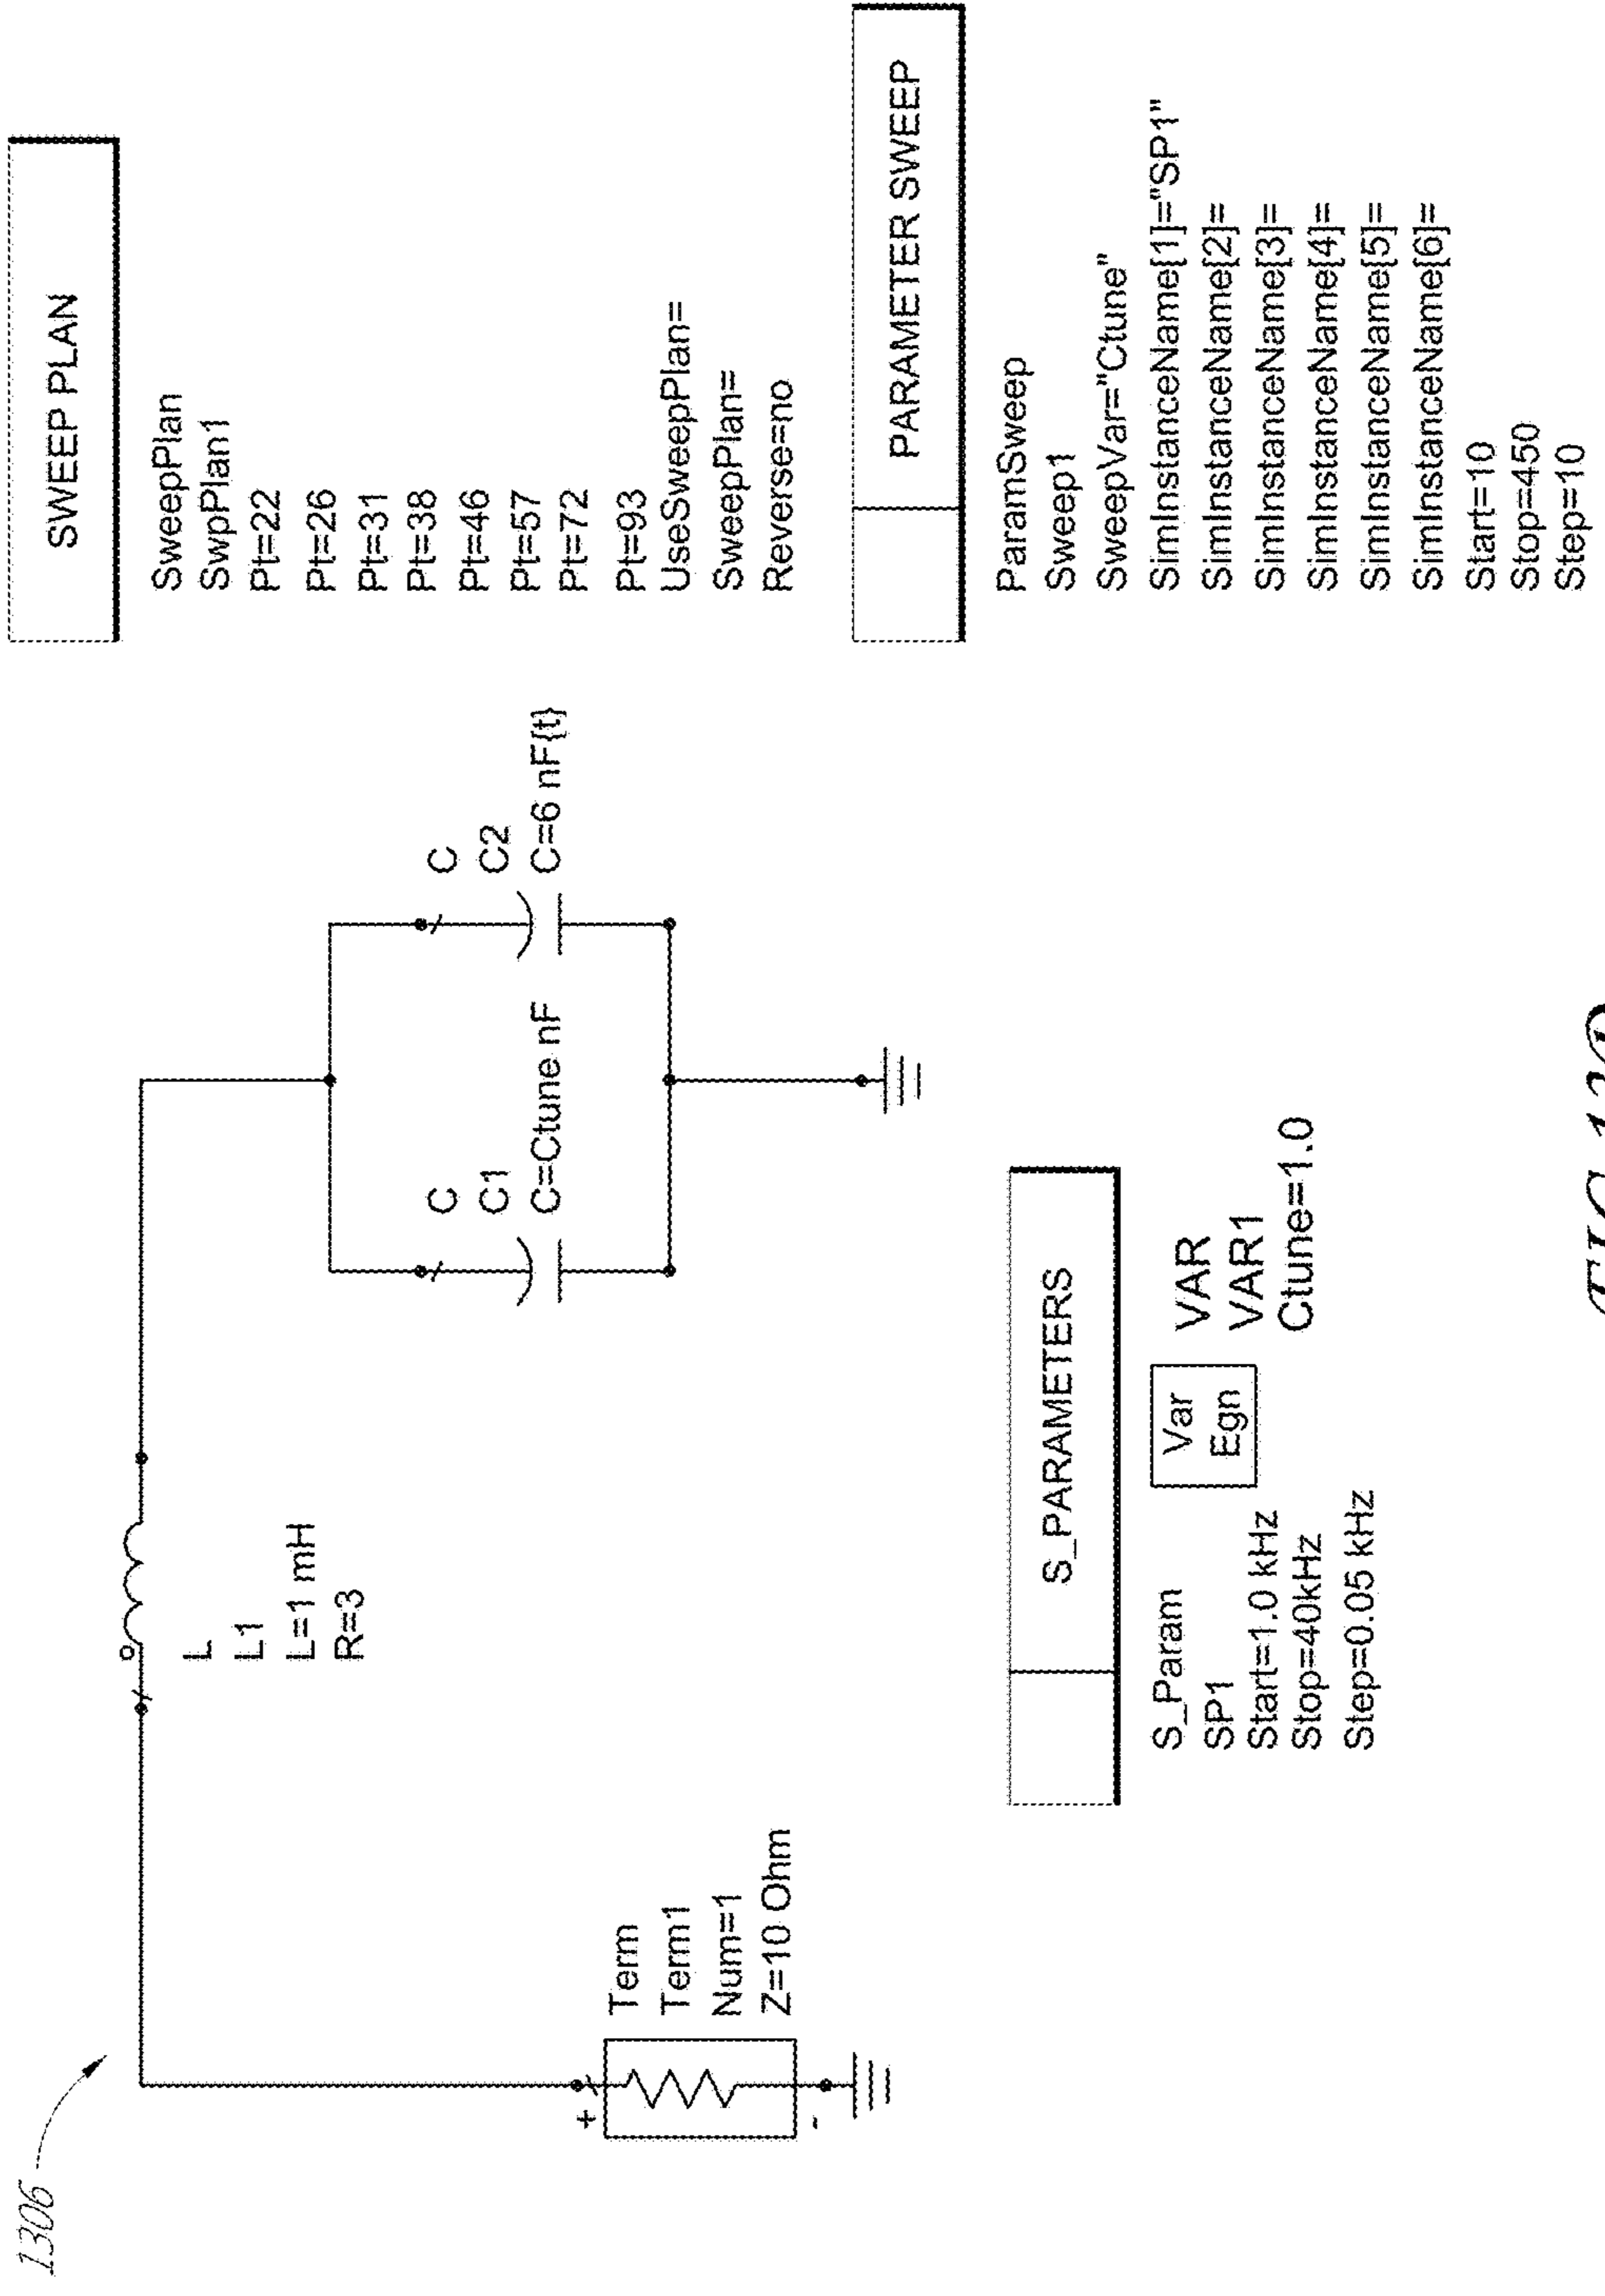 1306
L
L1
L=1 mH
R=3
C
C1
C=Ctune nF
C
C2
C=6 nF{t}
Term
Term1
Num=1
Z=10 Ohm
+
-
S_PARAMETERS
S_Param
SP1
Start=1.0 kHz
Stop=40kHz
Step=0.05 kHz
Var
Egn
VAR
VAR1
Ctune=1.0
SWEEP PLAN
SweepPlan
SwpPlan1
Pt=22
Pt=26
Pt=31
Pt=38
Pt=46
Pt=57
Pt=72
Pt=93
UseSweepPlan=
SweepPlan=
Reverse=no
PARAMETER SWEEP
ParamSweep
Sweep1
SweepVar="Ctune"
SimInstanceName[1]="SP1"
SimInstanceName[2]=
SimInstanceName[3]=
SimInstanceName[4]=
SimInstanceName[5]=
SimInstanceName[6]=
Start=10
Stop=450
Step=10